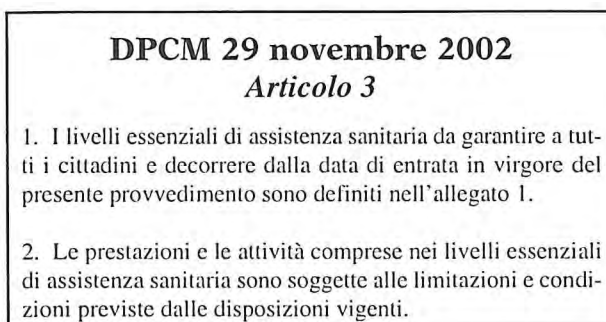 DPCM 29 novembre 2002
Articolo 3
1. I livelli essenziali di assistenza sanitaria da garantire a tut-
ti i cittadini e decorrere dalla data di entrata in virgore del
presente provvedimento sono definiti nell'allegato 1.
2. Le prestazioni e le attività comprese nei livelli essenziali
di assistenza sanitaria sono soggette alle limitazioni e condi-
zioni previste dalle disposizioni vigenti.